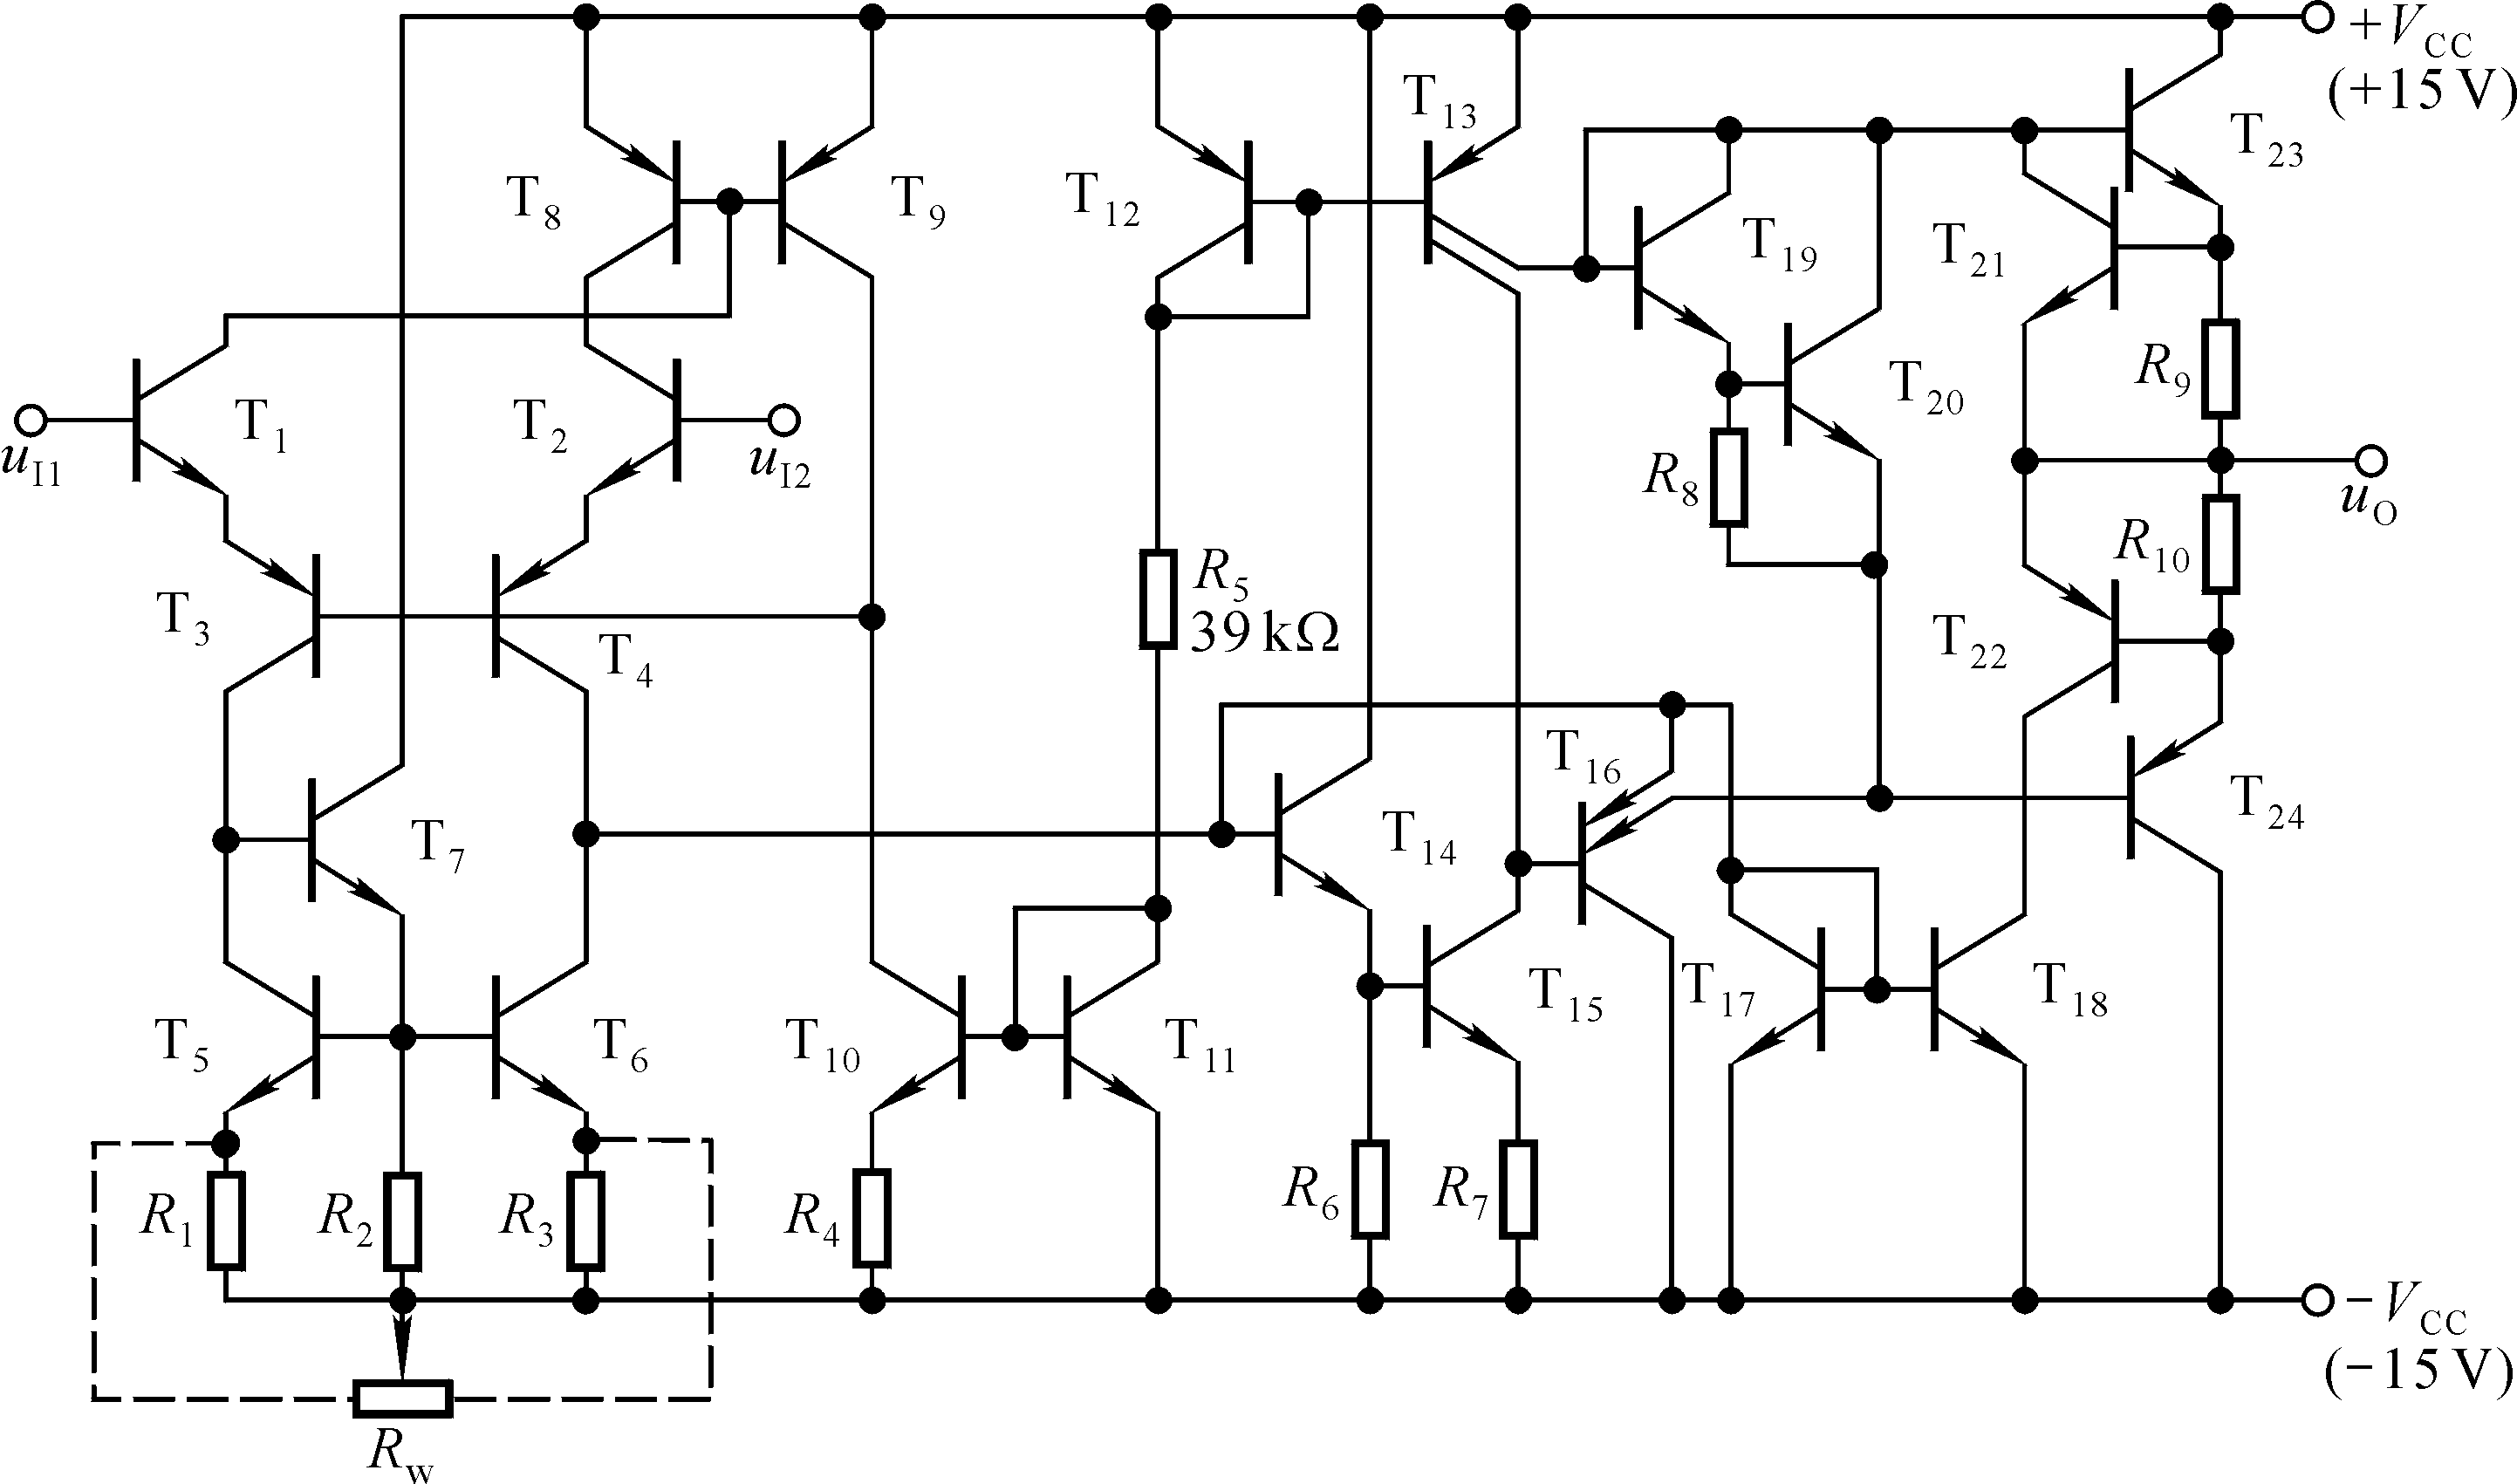 +V_CC
(+15 V)
T_13
T_23
T_8
T_9
T_12
T_19
T_21
T_1
T_2
T_20
R_9
u_I1
u_I2
R_8
u_O
R_10
R_5
39 kΩ
T_3
T_4
T_22
T_16
T_7
T_14
T_24
T_15
T_17
T_18
T_5
T_6
T_10
T_11
R_1
R_2
R_3
R_4
R_6
R_7
−V_CC
(−15 V)
R_w